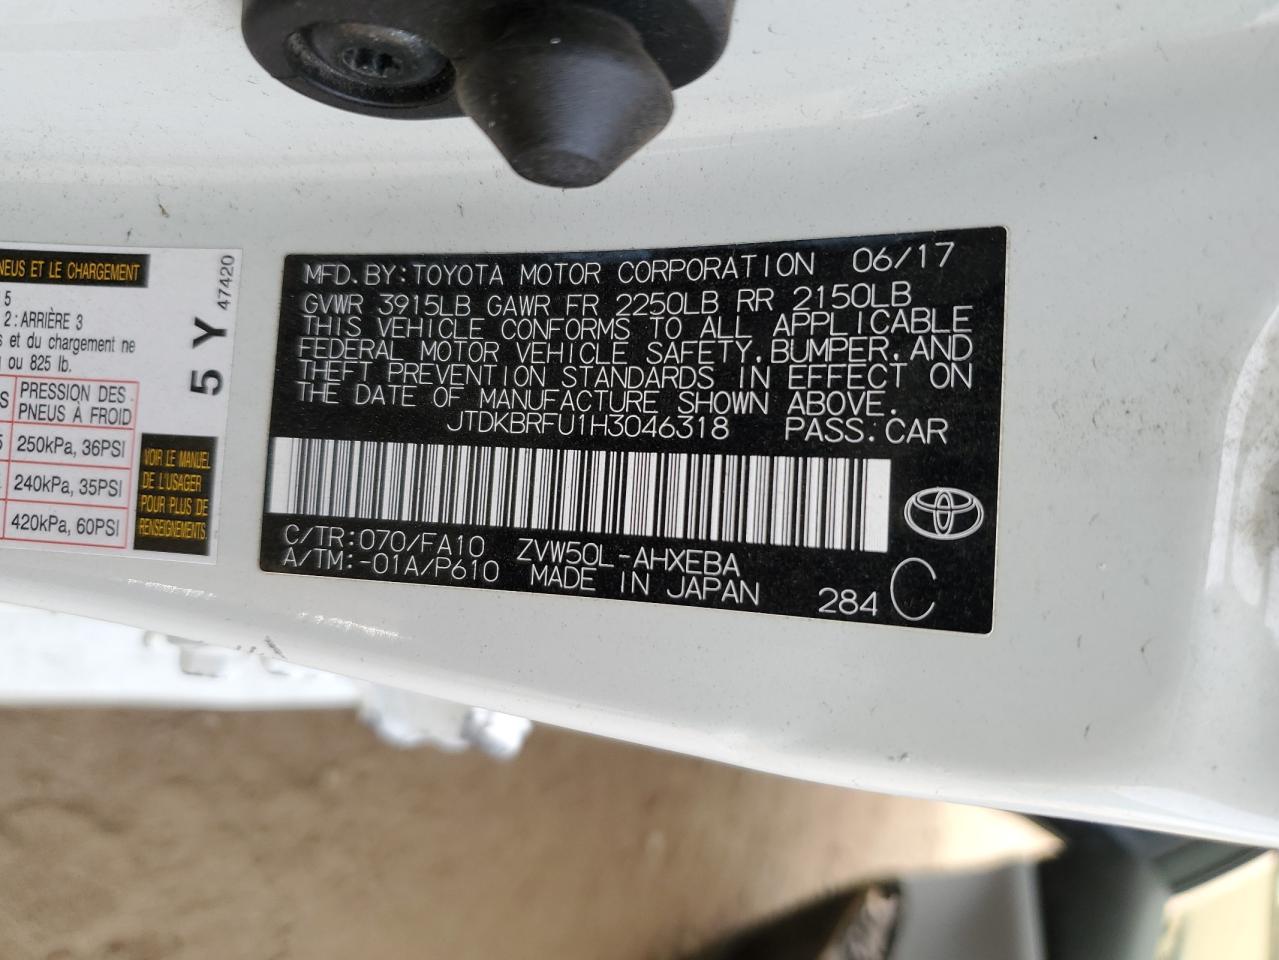 NEUS ET LE CHARGEMENT
5
2 : ARRIÈRE 3
s et du chargement ne
ou 825 lb.
PRESSION DES
PNEUS À FROID
250kPa, 36PSI
240kPa, 35PSI
420kPa, 60PSI
5 Y 47420
VOIR LE MANUEL
DE L'USAGER
POUR PLUS DE
RENSEIGNEMENTS
MFD.BY:TOYOTA MOTOR CORPORATION 06/17
GVWR 3915LB GAWR FR 2250LB RR 2150LB
THIS VEHICLE CONFORMS TO ALL APPLICABLE
FEDERAL MOTOR VEHICLE SAFETY,BUMPER,AND
THEFT PREVENTION STANDARDS IN EFFECT ON
THE DATE OF MANUFACTURE SHOWN ABOVE.
JTDKBRFU1H3046318 PASS.CAR
C/TR:070/FA10 ZVW50L-AHXEBA
A/TM:-01A/P610 MADE IN JAPAN 284 C